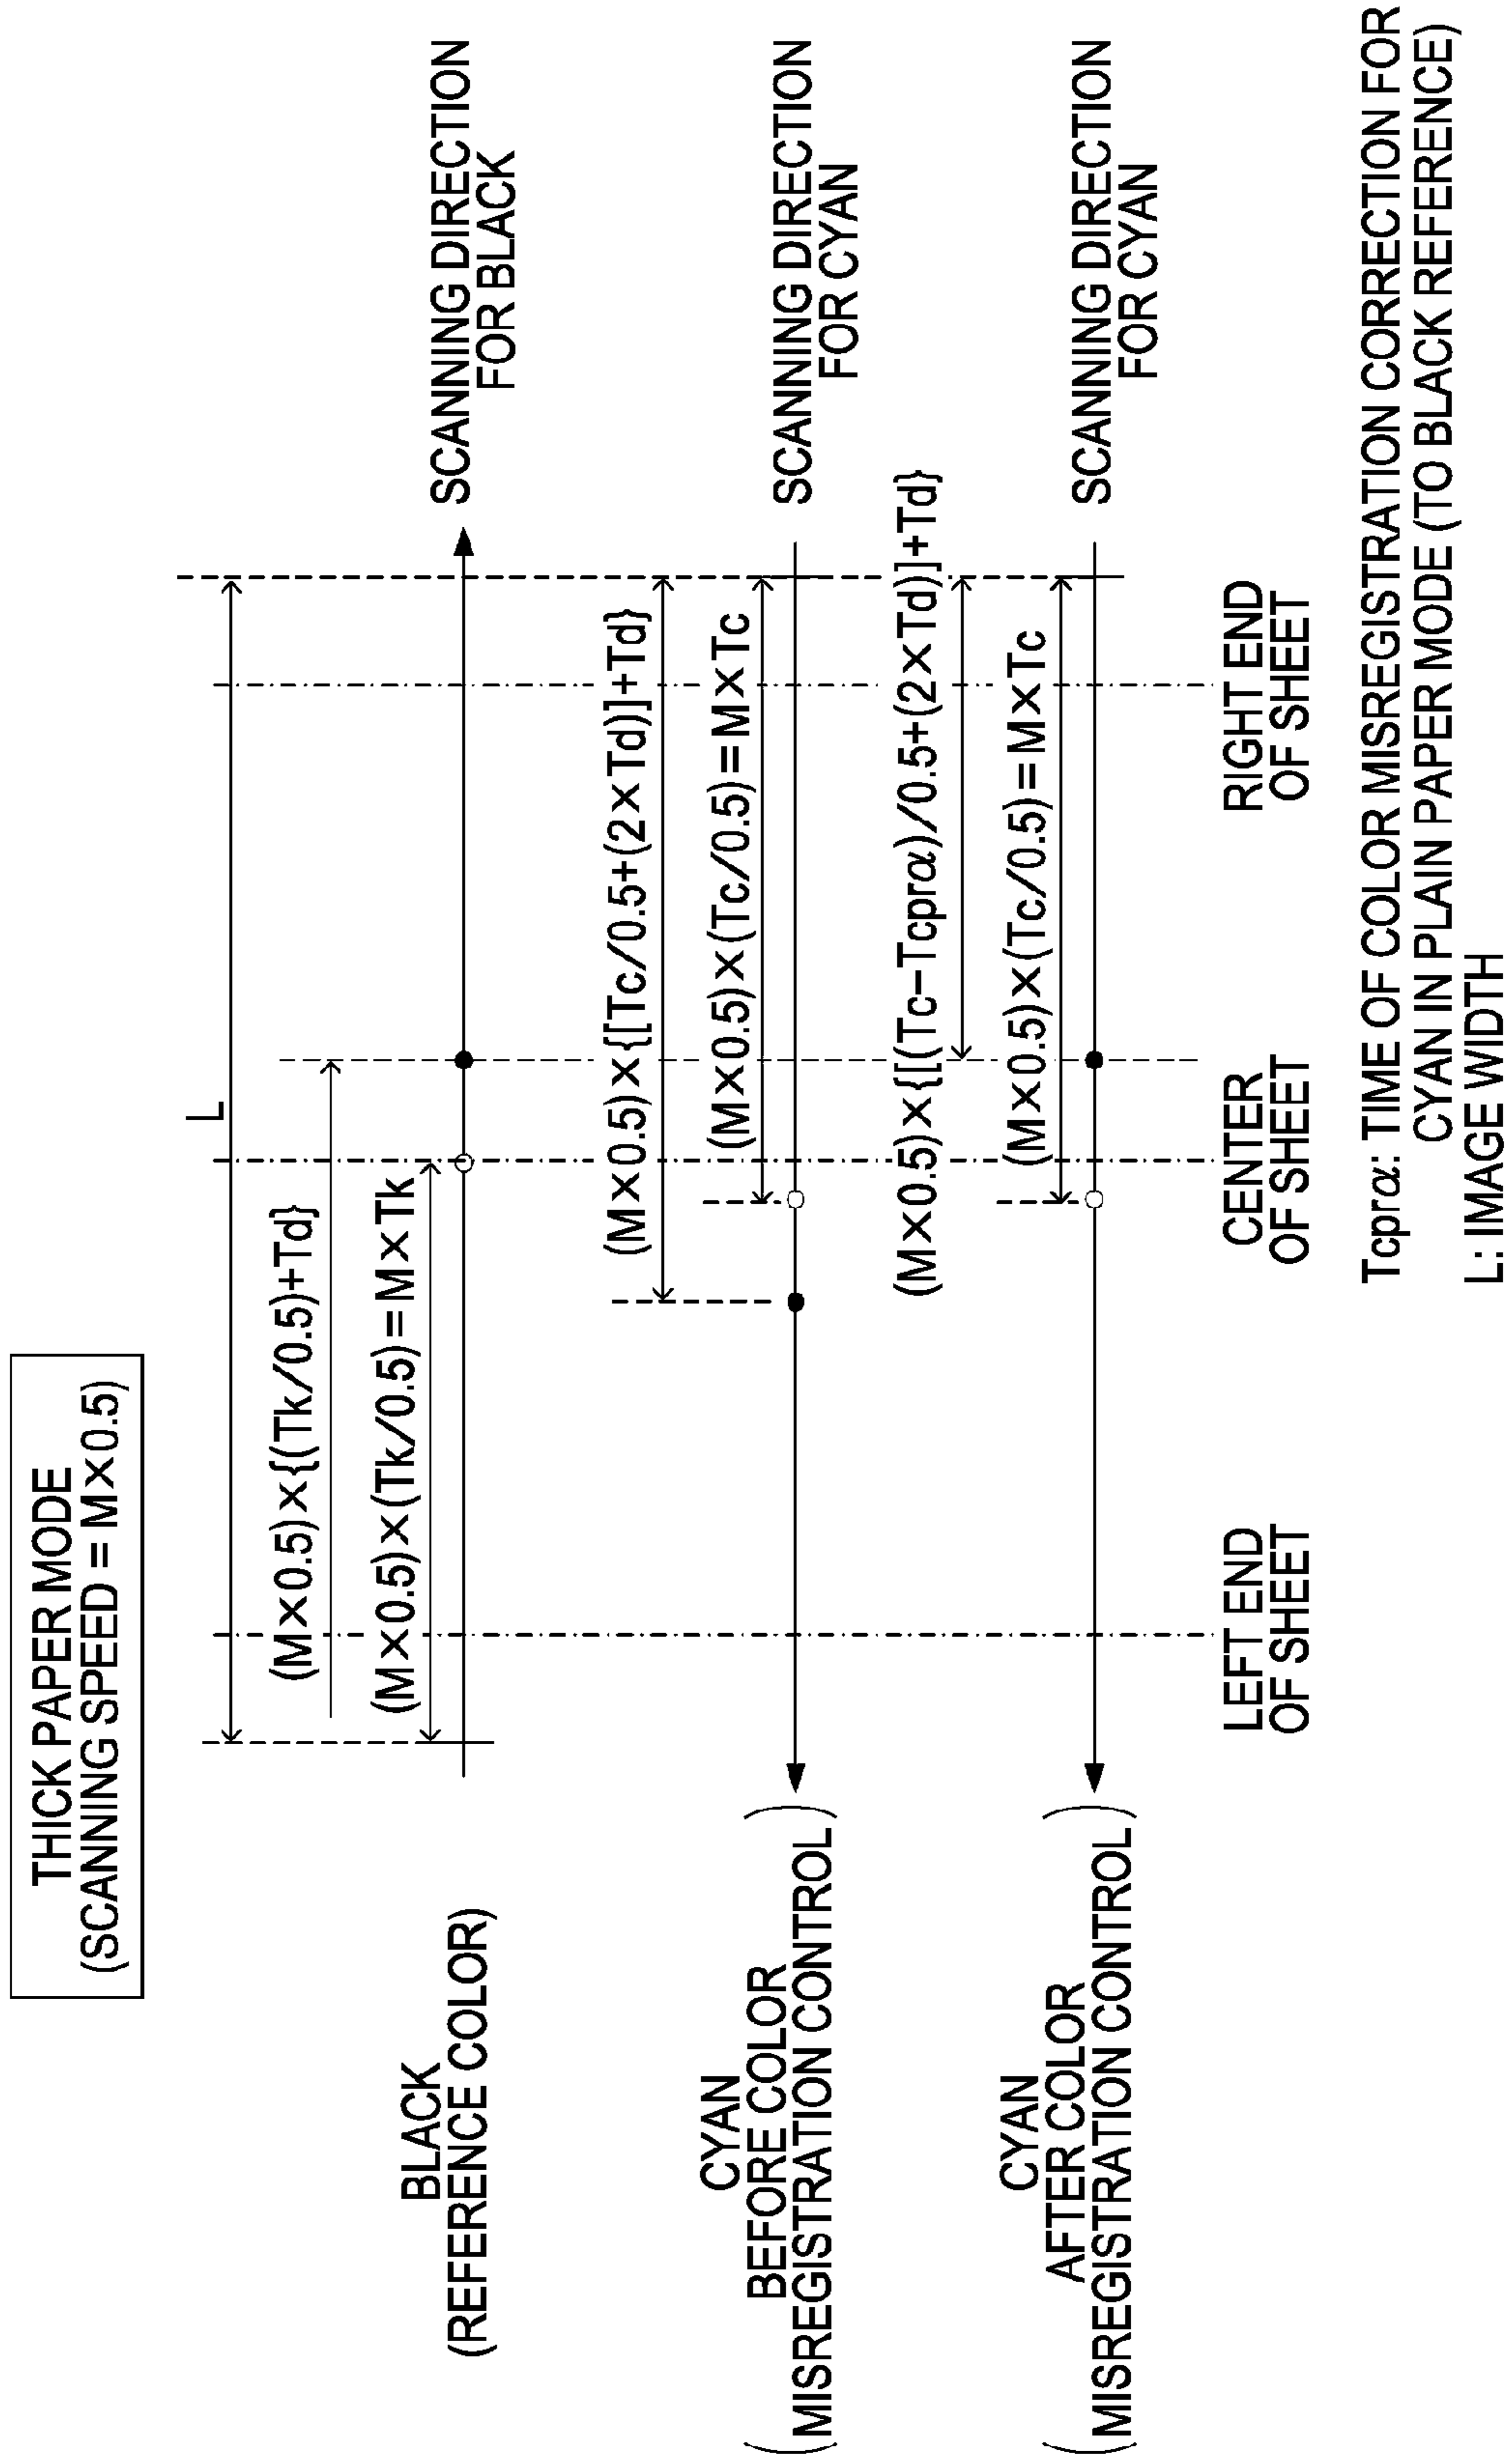 THICK PAPER MODE
(SCANNING SPEED = M×0.5)
L
(M×0.5)×{(Tk/0.5)+Td}
(M×0.5)×(Tk/0.5)=M×Tk
BLACK
(REFERENCE COLOR)
SCANNING DIRECTION
FOR BLACK
(M×0.5)×{[Tc/0.5+(2×Td)]+Td}
(M×0.5)×(Tc/0.5)=M×Tc
CYAN
(BEFORE COLOR
MISREGISTRATION CONTROL)
SCANNING DIRECTION
FOR CYAN
(M×0.5)×{[(Tc−Tcprα)/0.5+(2×Td)]+Td}
(M×0.5)×(Tc/0.5)=M×Tc
CYAN
(AFTER COLOR
MISREGISTRATION CONTROL)
SCANNING DIRECTION
FOR CYAN
LEFT END
OF SHEET
CENTER
OF SHEET
RIGHT END
OF SHEET
Tcprα: TIME OF COLOR MISREGISTRATION CORRECTION FOR
CYAN IN PLAIN PAPER MODE (TO BLACK REFERENCE)
L: IMAGE WIDTH